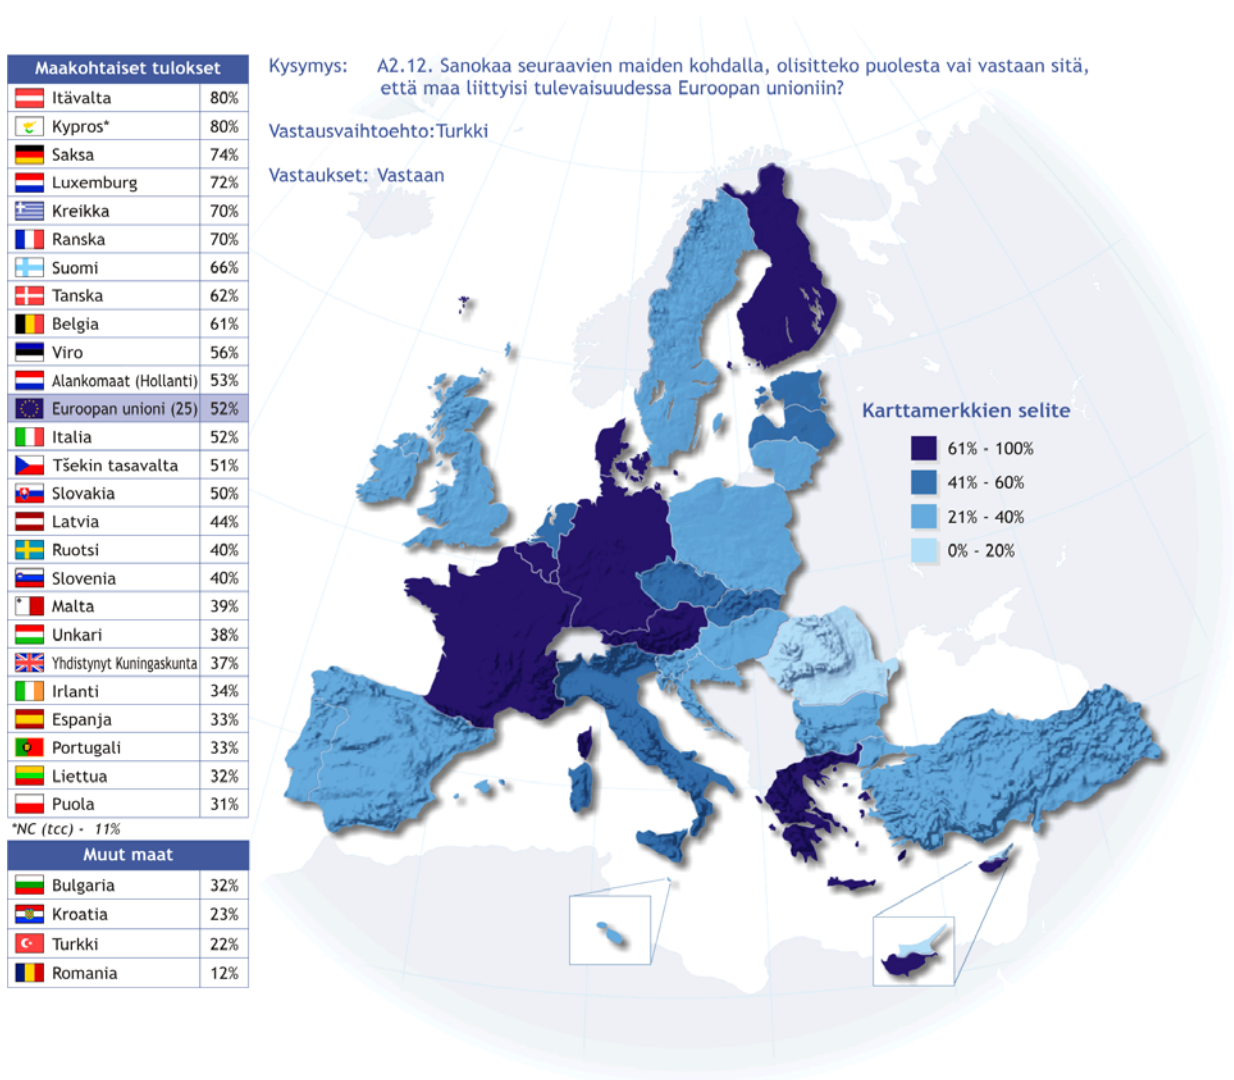 Maakohtaiset tulokset
Itävalta 80%
Kypros* 80%
Saksa 74%
Luxemburg 72%
Kreikka 70%
Ranska 70%
Suomi 66%
Tanska 62%
Belgia 61%
Viro 56%
Alankomaat (Hollanti) 53%
Euroopan unioni (25) 52%
Italia 52%
Tšekin tasavalta 51%
Slovakia 50%
Latvia 44%
Ruotsi 40%
Slovenia 40%
Malta 39%
Unkari 38%
Yhdistynyt Kuningaskunta 37%
Irlanti 34%
Espanja 33%
Portugali 33%
Liettua 32%
Puola 31%
*NC (tcc) - 11%
Muut maat
Bulgaria 32%
Kroatia 23%
Turkki 22%
Romania 12%
Kysymys: A2.12. Sanokaa seuraavien maiden kohdalla, olisitteko puolesta vai vastaan sitä,
että maa liittyisi tulevaisuudessa Euroopan unioniin?
Vastausvaihtoehto:Turkki
Vastaukset: Vastaan
Karttamerkkien selite
61% - 100%
41% - 60%
21% - 40%
0% - 20%